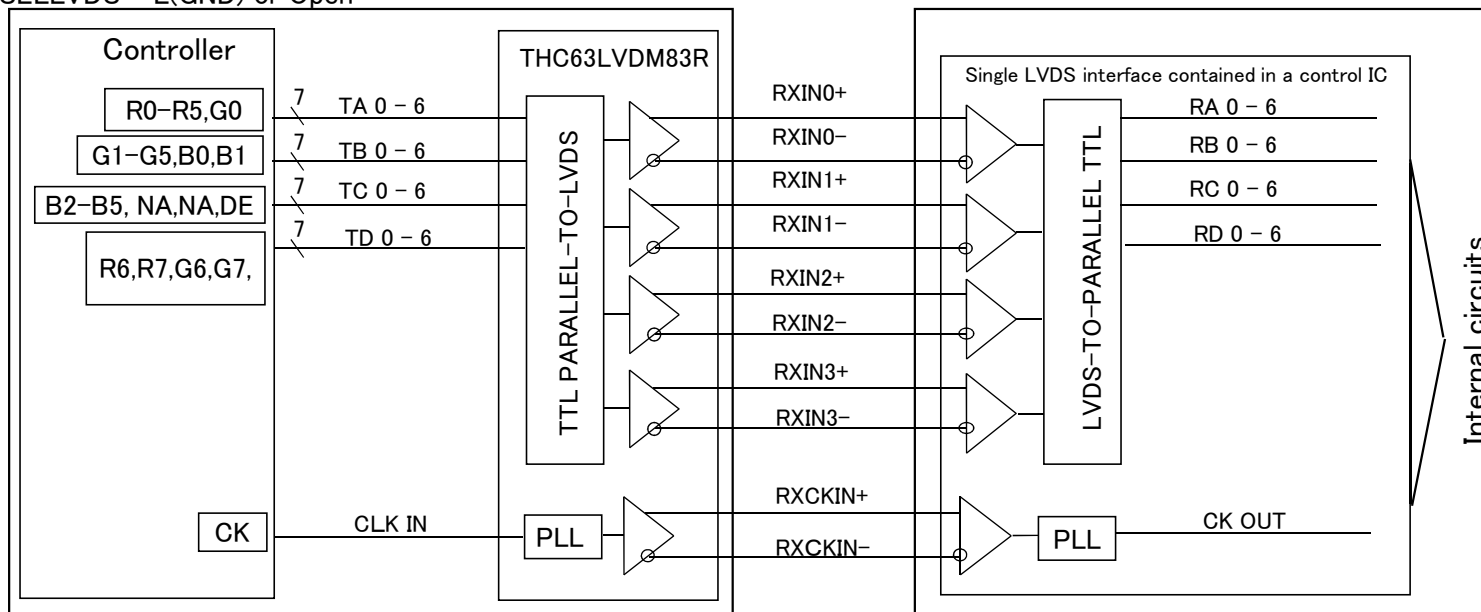 SELLVDS = L(GND) or Open
Controller
R0-R5,G0
G1-G5,B0,B1
B2-B5, NA,NA,DE
R6,R7,G6,G7,
CK
7
TA 0 - 6
7
TB 0 - 6
7
TC 0 - 6
7
TD 0 - 6
CLK IN
THC63LVDM83R
TTL PARALLEL-TO-LVDS
PLL
RXIN0+
RXIN0-
RXIN1+
RXIN1-
RXIN2+
RXIN2-
RXIN3+
RXIN3-
RXCKIN+
RXCKIN-
Single LVDS interface contained in a control IC
LVDS-TO-PARALLEL TTL
PLL
RA 0 - 6
RB 0 - 6
RC 0 - 6
RD 0 - 6
CK OUT
Internal circuits